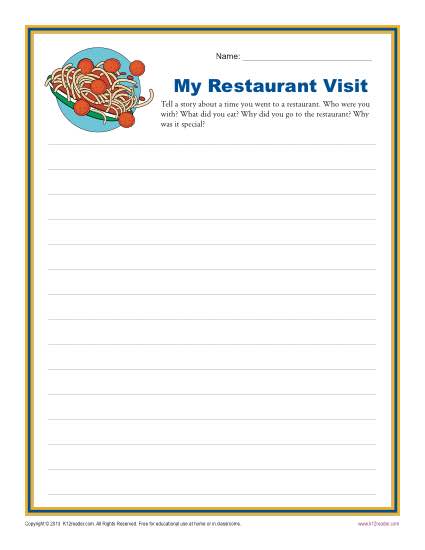 Name: ____________________
My Restaurant Visit
Tell a story about a time you went to a restaurant. Who were you
with? What did you eat? Why did you go to the restaurant? Why
was it special?
Copyright © 2013 K12reader.com. All Rights Reserved. Free for educational use at home or in classrooms. www.k12reader.com